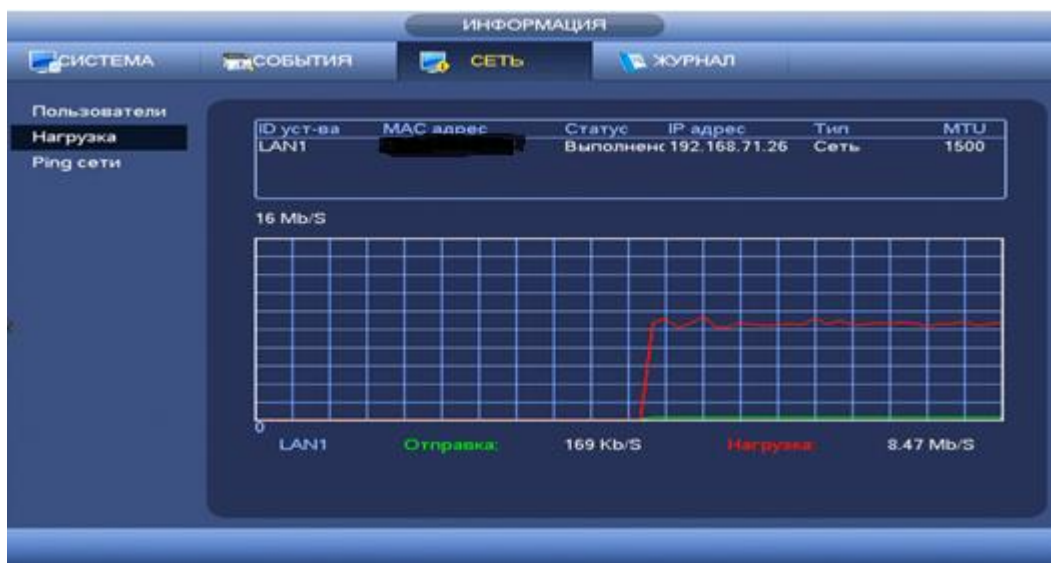 ИНФОРМАЦИЯ
СИСТЕМА СОБЫТИЯ СЕТЬ ЖУРНАЛ
Пользователи
Нагрузка
Ping сети
ID уст-ва MAC адрес Статус IP адрес Тип MTU
LAN1 Выполнено 192.168.71.26 Сеть 1500
16 Mb/S
0
LAN1 Отправка: 169 Kb/S Нагрузка: 8.47 Mb/S